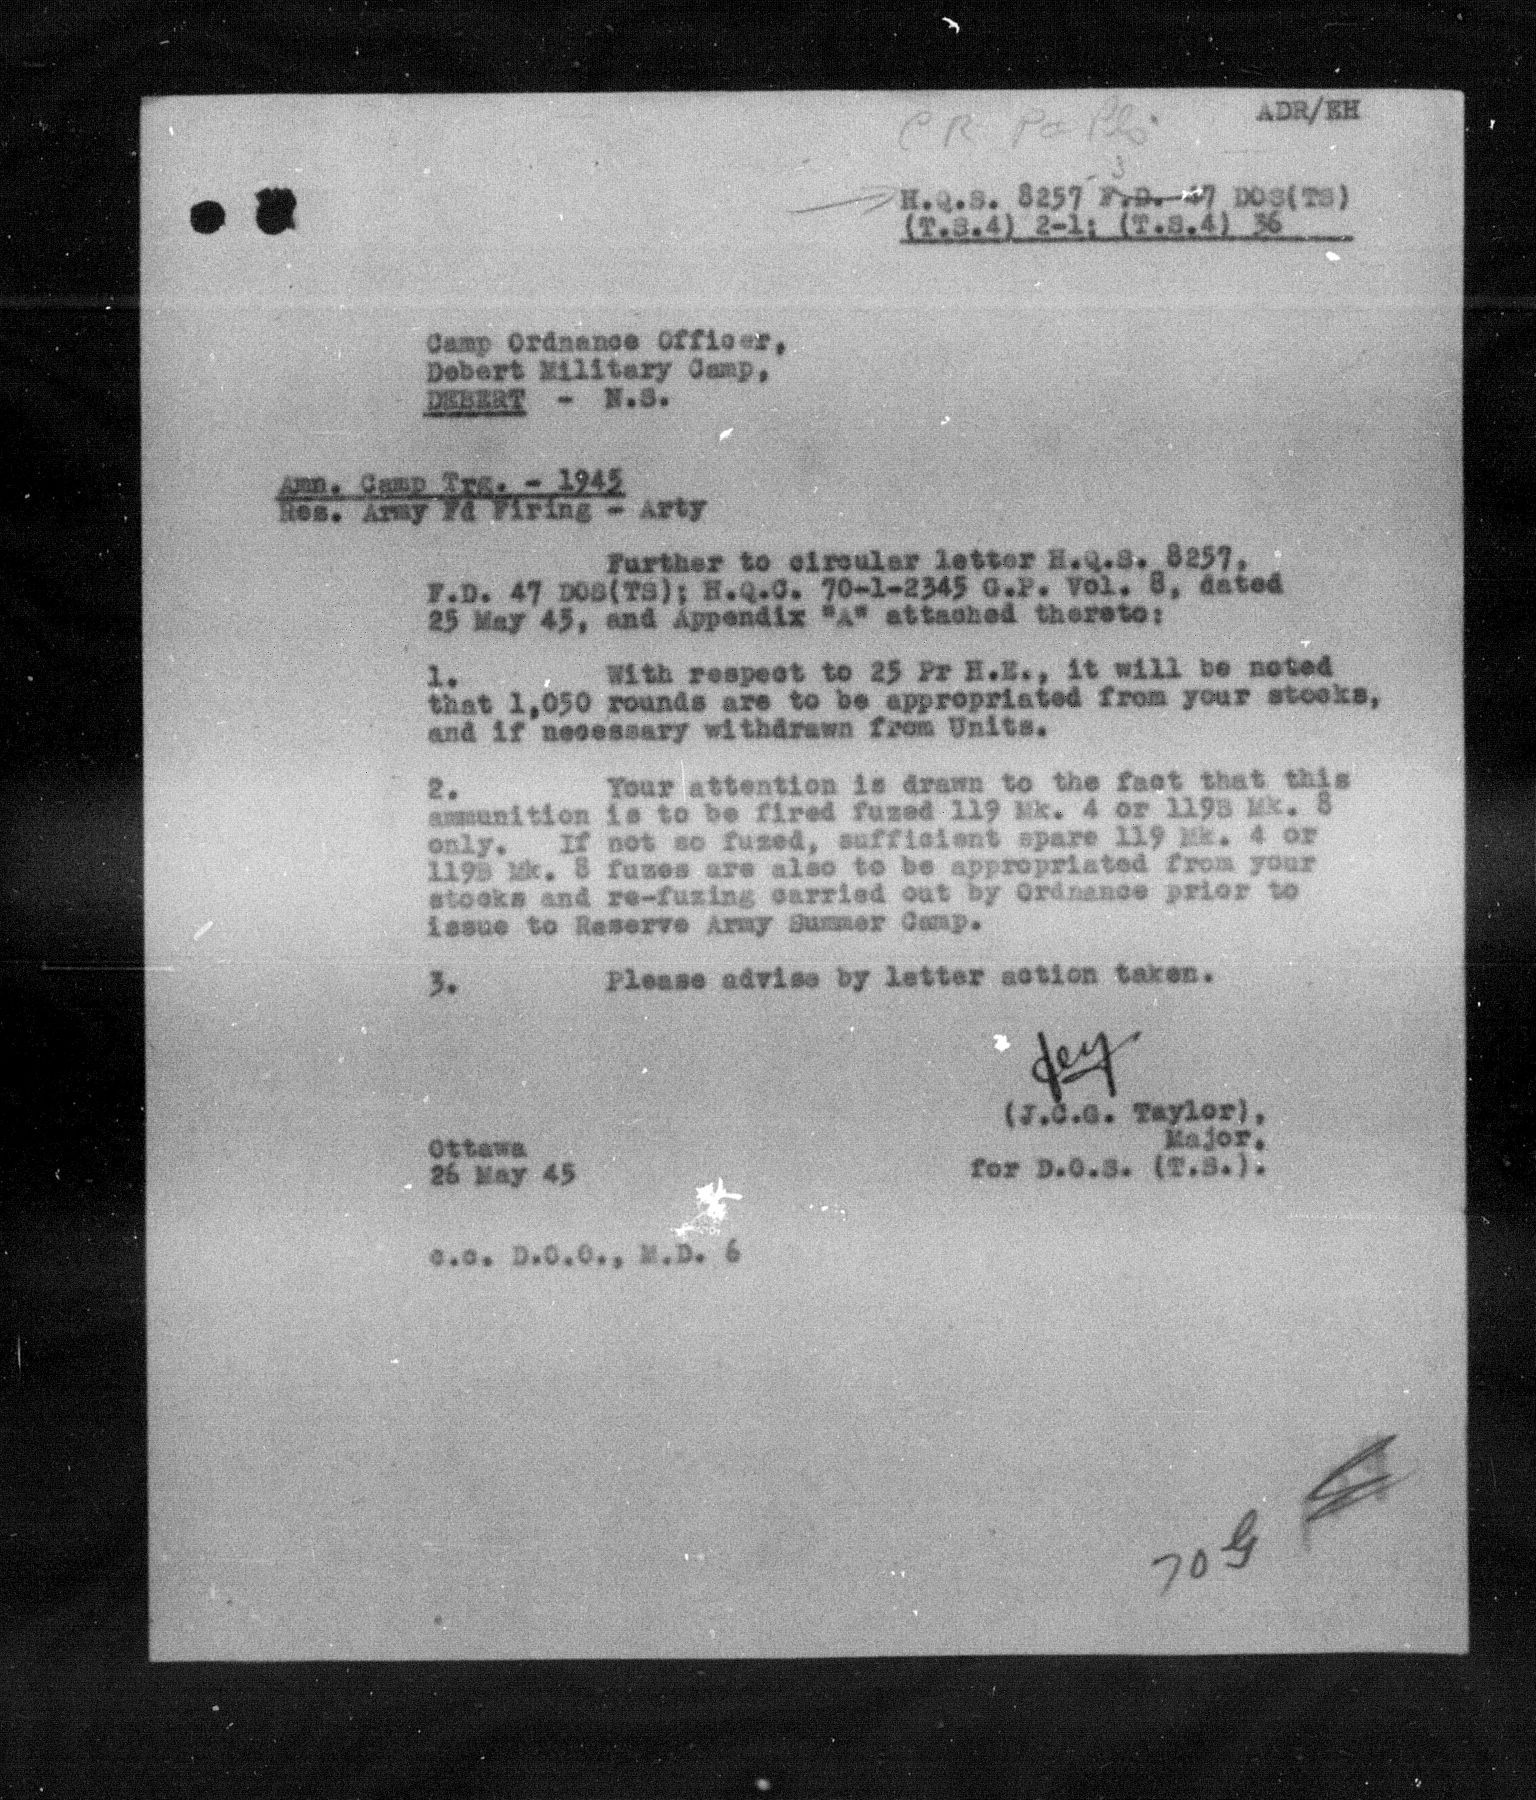 ADR/EH
H.Q.S. 8257 F.D. 47 DOS(TS)
(T.S.4) 2-1; (T.S.4) 36
Camp Ordnance Officer,
Debert Military Camp,
DEBERT - N.S.
Amn. Camp Trg. - 1945
Res. Army Fd Firing - Arty
Further to circular letter H.Q.S. 8257,
F.D. 47 DOS(TS); H.Q.C. 70-1-2345 G.P. Vol. 8, dated
25 May 45, and Appendix "A" attached thereto:
1. With respect to 25 Pr H.E., it will be noted
that 1,050 rounds are to be appropriated from your stocks,
and if necessary withdrawn from Units.
2. Your attention is drawn to the fact that this
ammunition is to be fired fuzed 119 Mk. 4 or 119B Mk. 8
only. If not so fuzed, sufficient spare 119 Mk. 4 or
119B Mk. 8 fuzes are also to be appropriated from your
stocks and re-fuzing carried out by Ordnance prior to
issue to Reserve Army Summer Camp.
3. Please advise by letter action taken.
(J.C.G. Taylor),
Major,
for D.O.S. (T.S.).
Ottawa
26 May 45
c.c. D.O.O., M.D. 6
70